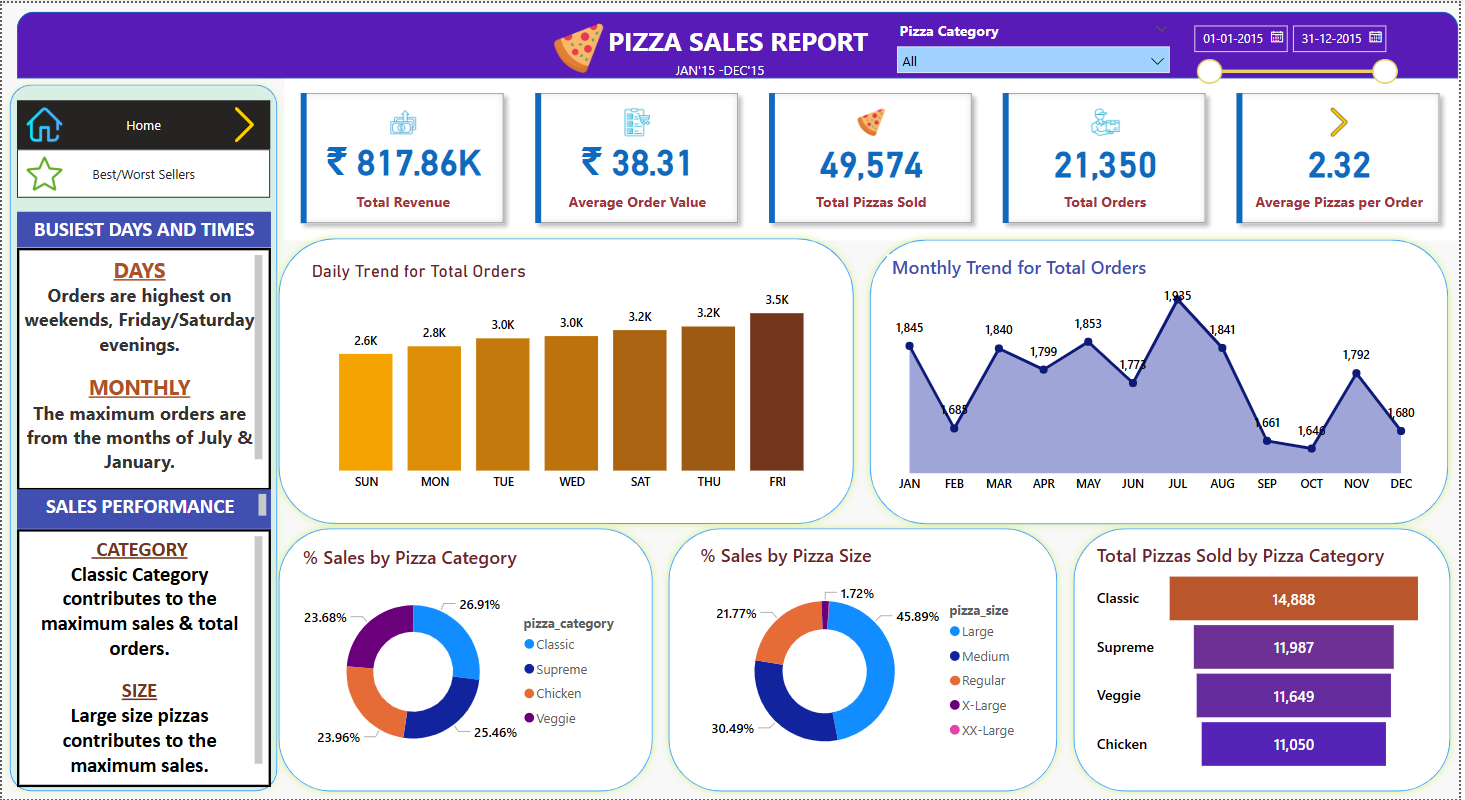 PIZZA SALES REPORT
JAN'15 -DEC'15
Pizza Category
All
01-01-2015
31-12-2015
Home
Best/Worst Sellers
BUSIEST DAYS AND TIMES
DAYS
Orders are highest on
weekends, Friday/Saturday
evenings.
MONTHLY
The maximum orders are
from the months of July &
January.
SALES PERFORMANCE
CATEGORY
Classic Category
contributes to the
maximum sales & total
orders.
SIZE
Large size pizzas
contributes to the
maximum sales.
₹ 817.86K
Total Revenue
₹ 38.31
Average Order Value
49,574
Total Pizzas Sold
21,350
Total Orders
2.32
Average Pizzas per Order
Daily Trend for Total Orders
2.6K
2.8K
3.0K
3.0K
3.2K
3.2K
3.5K
SUN
MON
TUE
WED
SAT
THU
FRI
Monthly Trend for Total Orders
1,845
1,685
1,840
1,799
1,853
1,773
1,935
1,841
1,661
1,646
1,792
1,680
JAN
FEB
MAR
APR
MAY
JUN
JUL
AUG
SEP
OCT
NOV
DEC
% Sales by Pizza Category
26.91%
25.46%
23.96%
23.68%
pizza_category
Classic
Supreme
Chicken
Veggie
% Sales by Pizza Size
1.72%
45.89%
30.49%
21.77%
pizza_size
Large
Medium
Regular
X-Large
XX-Large
Total Pizzas Sold by Pizza Category
Classic
14,888
Supreme
11,987
Veggie
11,649
Chicken
11,050